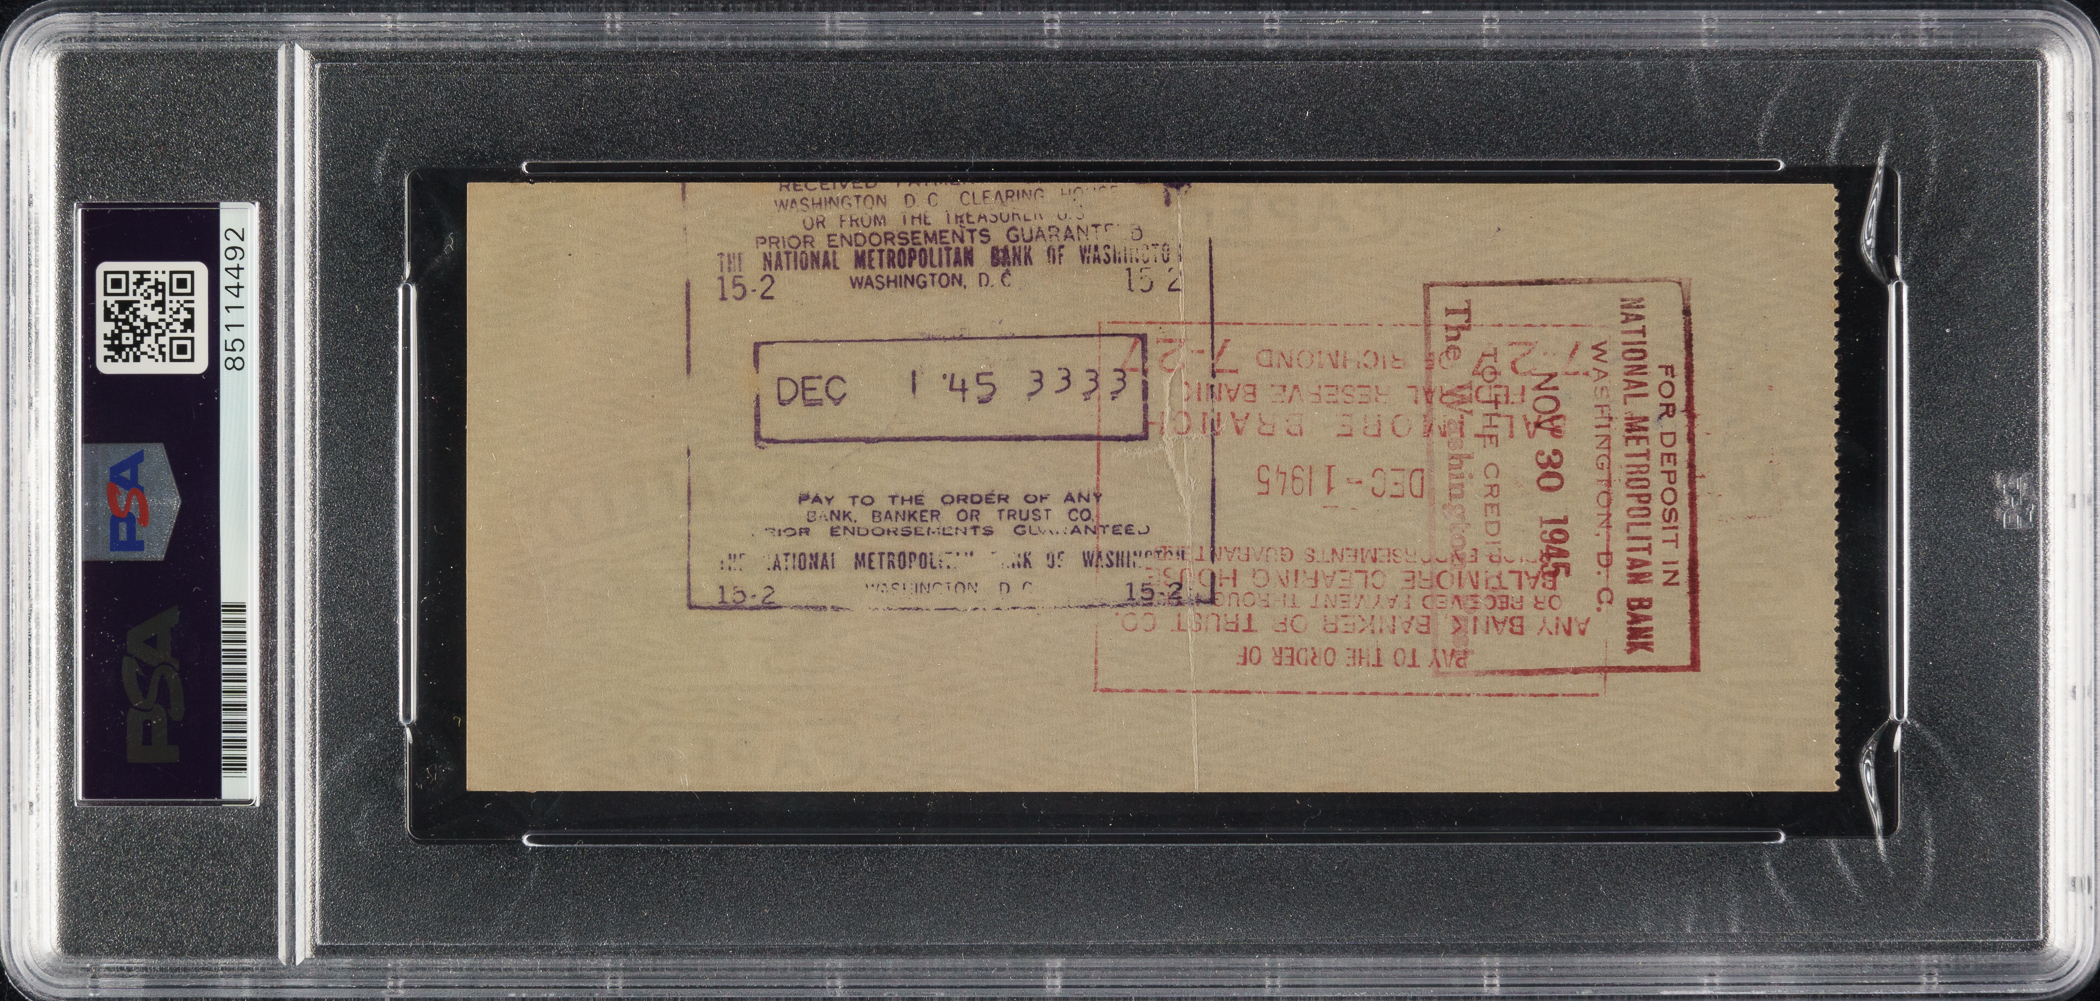 85114492
PSA
PSA
RECEIVED
WASHINGTON D C CLEARING HOUSE
OR FROM THE TREASURER U.S
PRIOR ENDORSEMENTS GUARANTEED
THE NATIONAL METROPOLITAN BANK OF WASHINGTO
15-2 WASHINGTON, D. C 15 2
DEC 1 '45 3333
PAY TO THE ORDER OF ANY
BANK, BANKER OR TRUST CO.
PRIOR ENDORSEMENTS GUARANTEED
THE NATIONAL METROPOLITAN BANK OF WASHINGTON
15-2 WASHINGTON D C 15-2
PAY TO THE ORDER OF
ANY BANK, BANKER OR TRUST CO.
OR RECEIVED PAYMENT THROUGH
BALTIMORE CLEARING HOUSE
PRIOR ENDORSEMENTS GUARANTEED
DEC -1 1945
BALTIMORE BRANCH
FEDERAL RESERVE BANK
7-27 OF RICHMOND 7-27
FOR DEPOSIT IN
NATIONAL METROPOLITAN BANK
WASHINGTON, D. C.
NOV 30 1945
TO THE CREDIT
The Washington
PSA